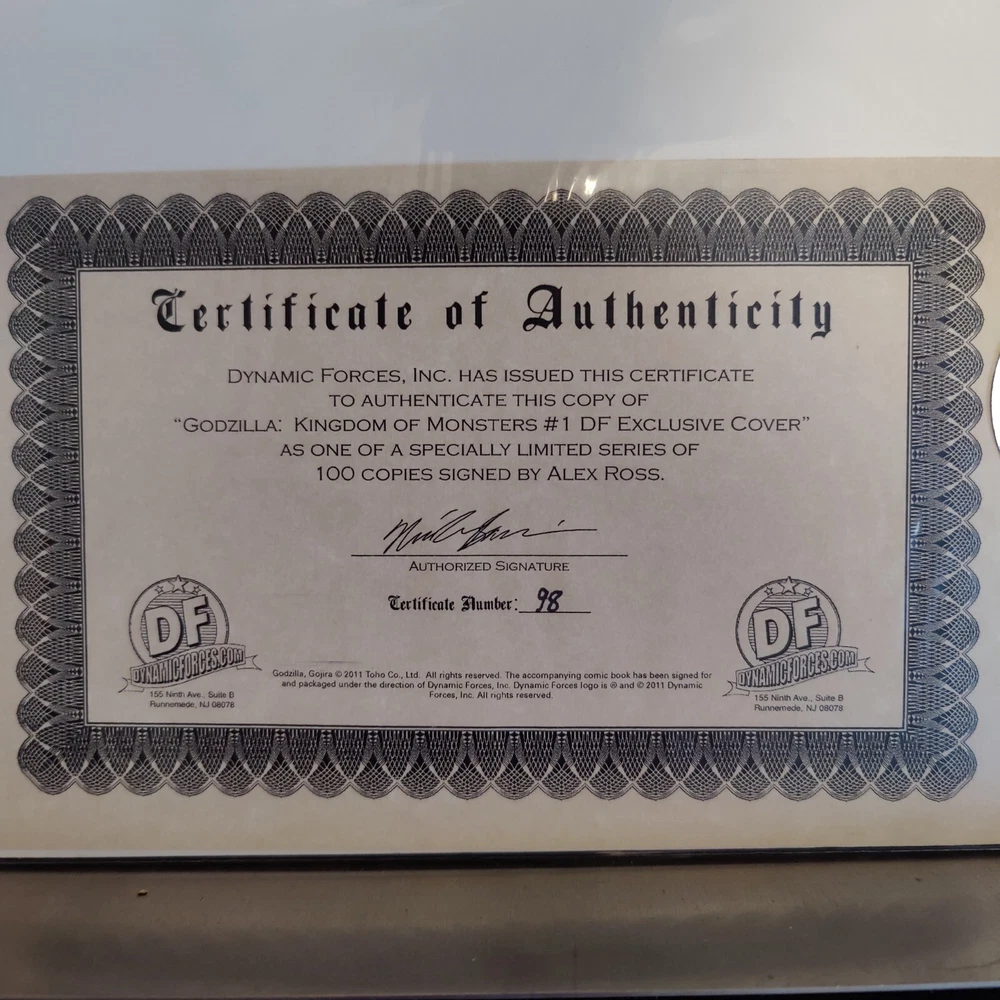 Certificate of Authenticity
DYNAMIC FORCES, INC. HAS ISSUED THIS CERTIFICATE
TO AUTHENTICATE THIS COPY OF
“GODZILLA: KINGDOM OF MONSTERS #1 DF EXCLUSIVE COVER”
AS ONE OF A SPECIALLY LIMITED SERIES OF
100 COPIES SIGNED BY ALEX ROSS.
AUTHORIZED SIGNATURE
Certificate Number: 98
DF
DYNAMICFORCES.COM
155 Ninth Ave., Suite B
Runnemede, NJ 08078
Godzilla, Gojira © 2011 Toho Co., Ltd. All rights reserved. The accompanying comic book has been signed for
and packaged under the direction of Dynamic Forces, Inc. Dynamic Forces logo is ® and © 2011 Dynamic
Forces, Inc. All rights reserved.
DF
DYNAMICFORCES.COM
155 Ninth Ave., Suite B
Runnemede, NJ 08078